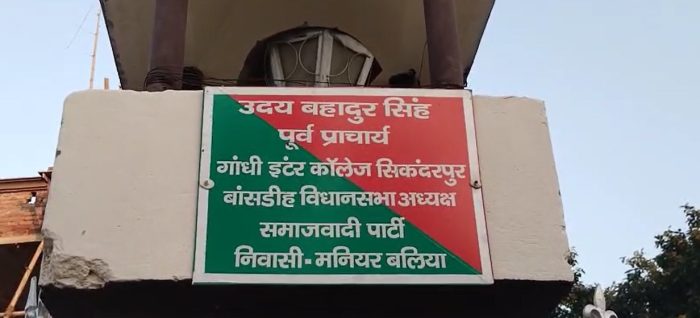 उदय बहादुर सिंह
पूर्व प्राचार्य
गांधी इंटर कॉलेज सिकंदरपुर
बांसडीह विधानसभा अध्यक्ष
समाजवादी पार्टी
निवासी - मनियर बलिया